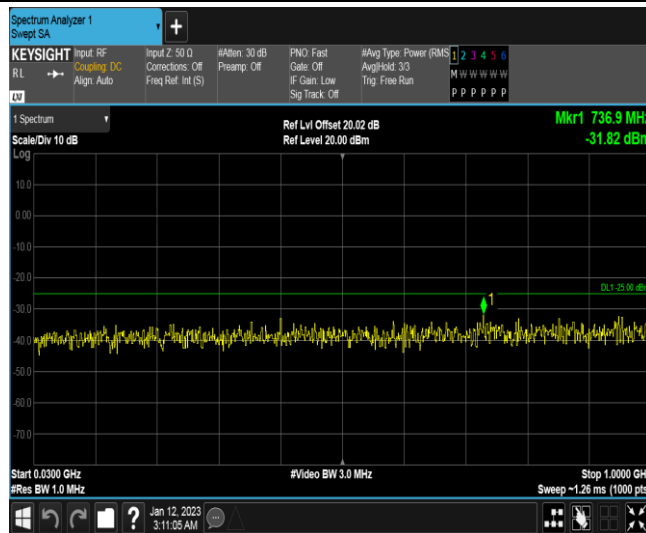 Spectrum Analyzer 1
Swept SA
+
KEYSIGHT Input: RF Input Z: 50 Ω #Atten: 30 dB PNO: Fast #Avg Type: Power (RMS 1 2 3 4 5 6
RL Coupling: DC Corrections: Off Preamp: Off Gate: Off Avg|Hold: 3/3 M W W W W W
Align: Auto Freq Ref: Int (S) IF Gain: Low Trig: Free Run
Sig Track: Off P P P P P P
LXI
1 Spectrum Ref Lvl Offset 20.02 dB Mkr1 736.9 MHz
Scale/Div 10 dB Ref Level 20.00 dBm -31.82 dBm
Log
10.0
0.00
-10.0
-20.0
DL1 -25.00 dBm
1
-30.0
-40.0
-50.0
-60.0
-70.0
Start 0.0300 GHz #Video BW 3.0 MHz Stop 1.0000 GHz
#Res BW 1.0 MHz Sweep ~1.26 ms (1000 pts)
? Jan 12, 2023
3:11:05 AM